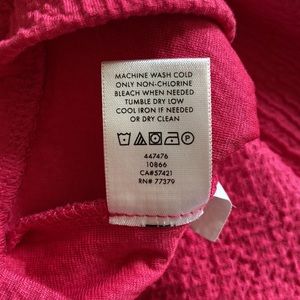 MACHINE WASH COLD
ONLY NON-CHLORINE
BLEACH WHEN NEEDED
TUMBLE DRY LOW
COOL IRON IF NEEDED
OR DRY CLEAN
447476
10866
CA#57421
RN# 77379